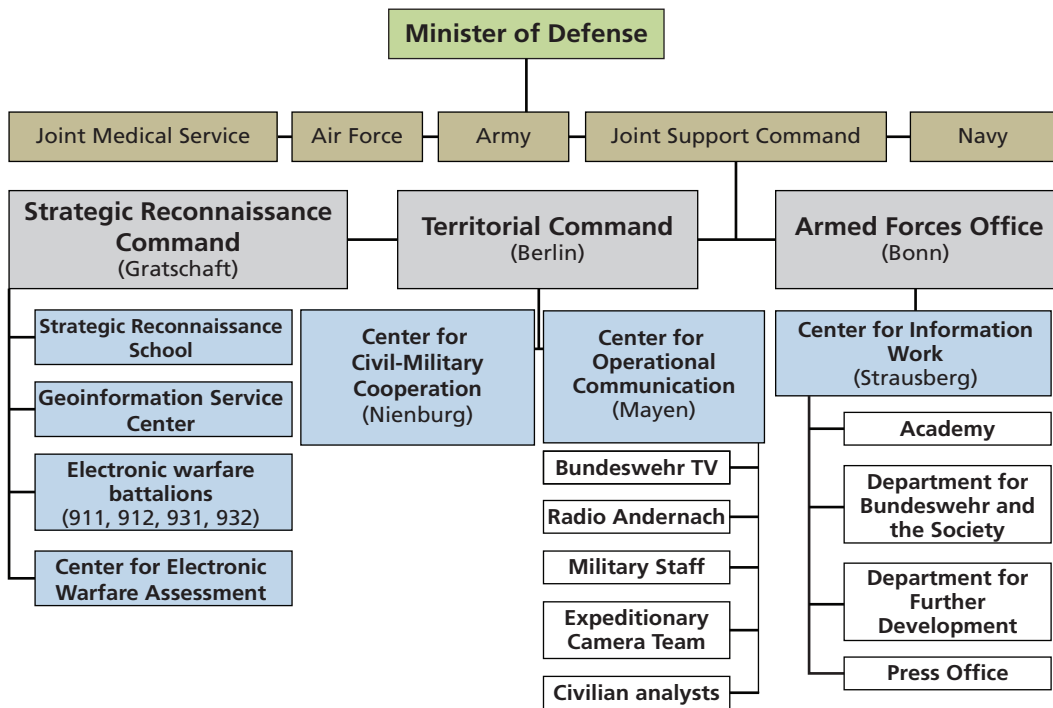 Minister of Defense
Joint Medical Service
Air Force
Army
Joint Support Command
Navy
Strategic Reconnaissance
Command
(Gratschaft)
Territorial Command
(Berlin)
Armed Forces Office
(Bonn)
Strategic Reconnaissance
School
Geoinformation Service
Center
Electronic warfare
battalions
(911, 912, 931, 932)
Center for Electronic
Warfare Assessment
Center for
Civil-Military
Cooperation
(Nienburg)
Center for
Operational
Communication
(Mayen)
Bundeswehr TV
Radio Andernach
Military Staff
Expeditionary
Camera Team
Civilian analysts
Center for Information
Work
(Strausberg)
Academy
Department for
Bundeswehr and
the Society
Department for
Further
Development
Press Office